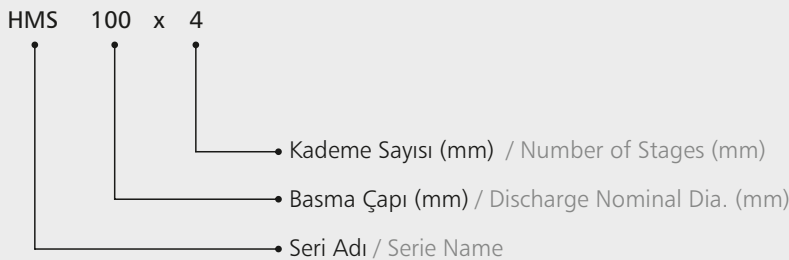 HMS 100 x 4
Kademe Sayısı (mm) / Number of Stages (mm)
Basma Çapı (mm) / Discharge Nominal Dia. (mm)
Seri Adı / Serie Name